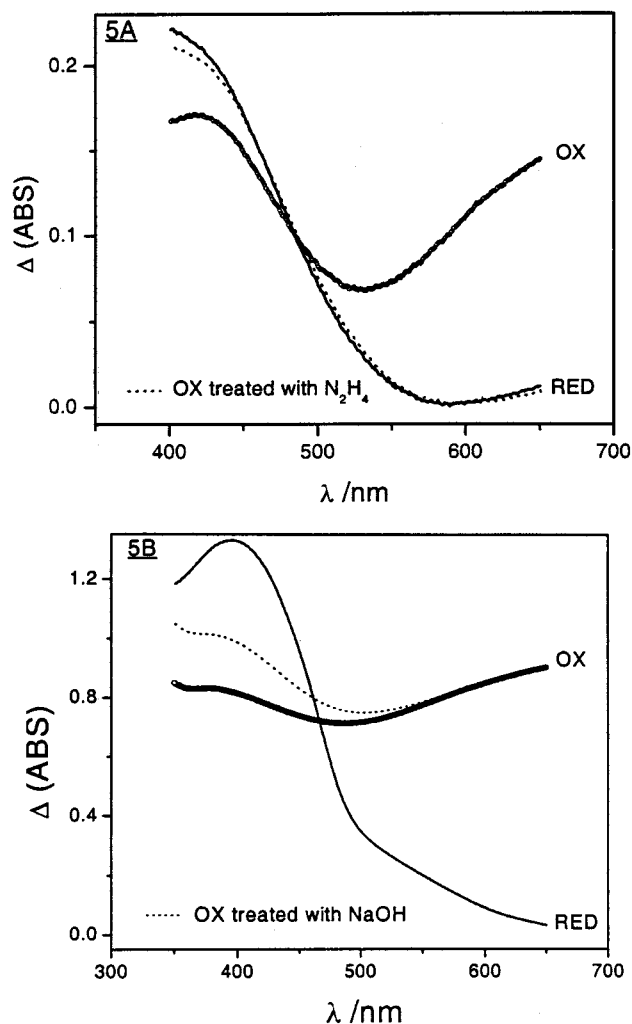 5A
0.2
0.1
0.0
Δ (ABS)
OX
RED
OX treated with N₂H₄
400 500 600 700
λ /nm
5B
1.2
0.8
0.4
0.0
Δ (ABS)
OX
RED
OX treated with NaOH
300 400 500 600 700
λ /nm